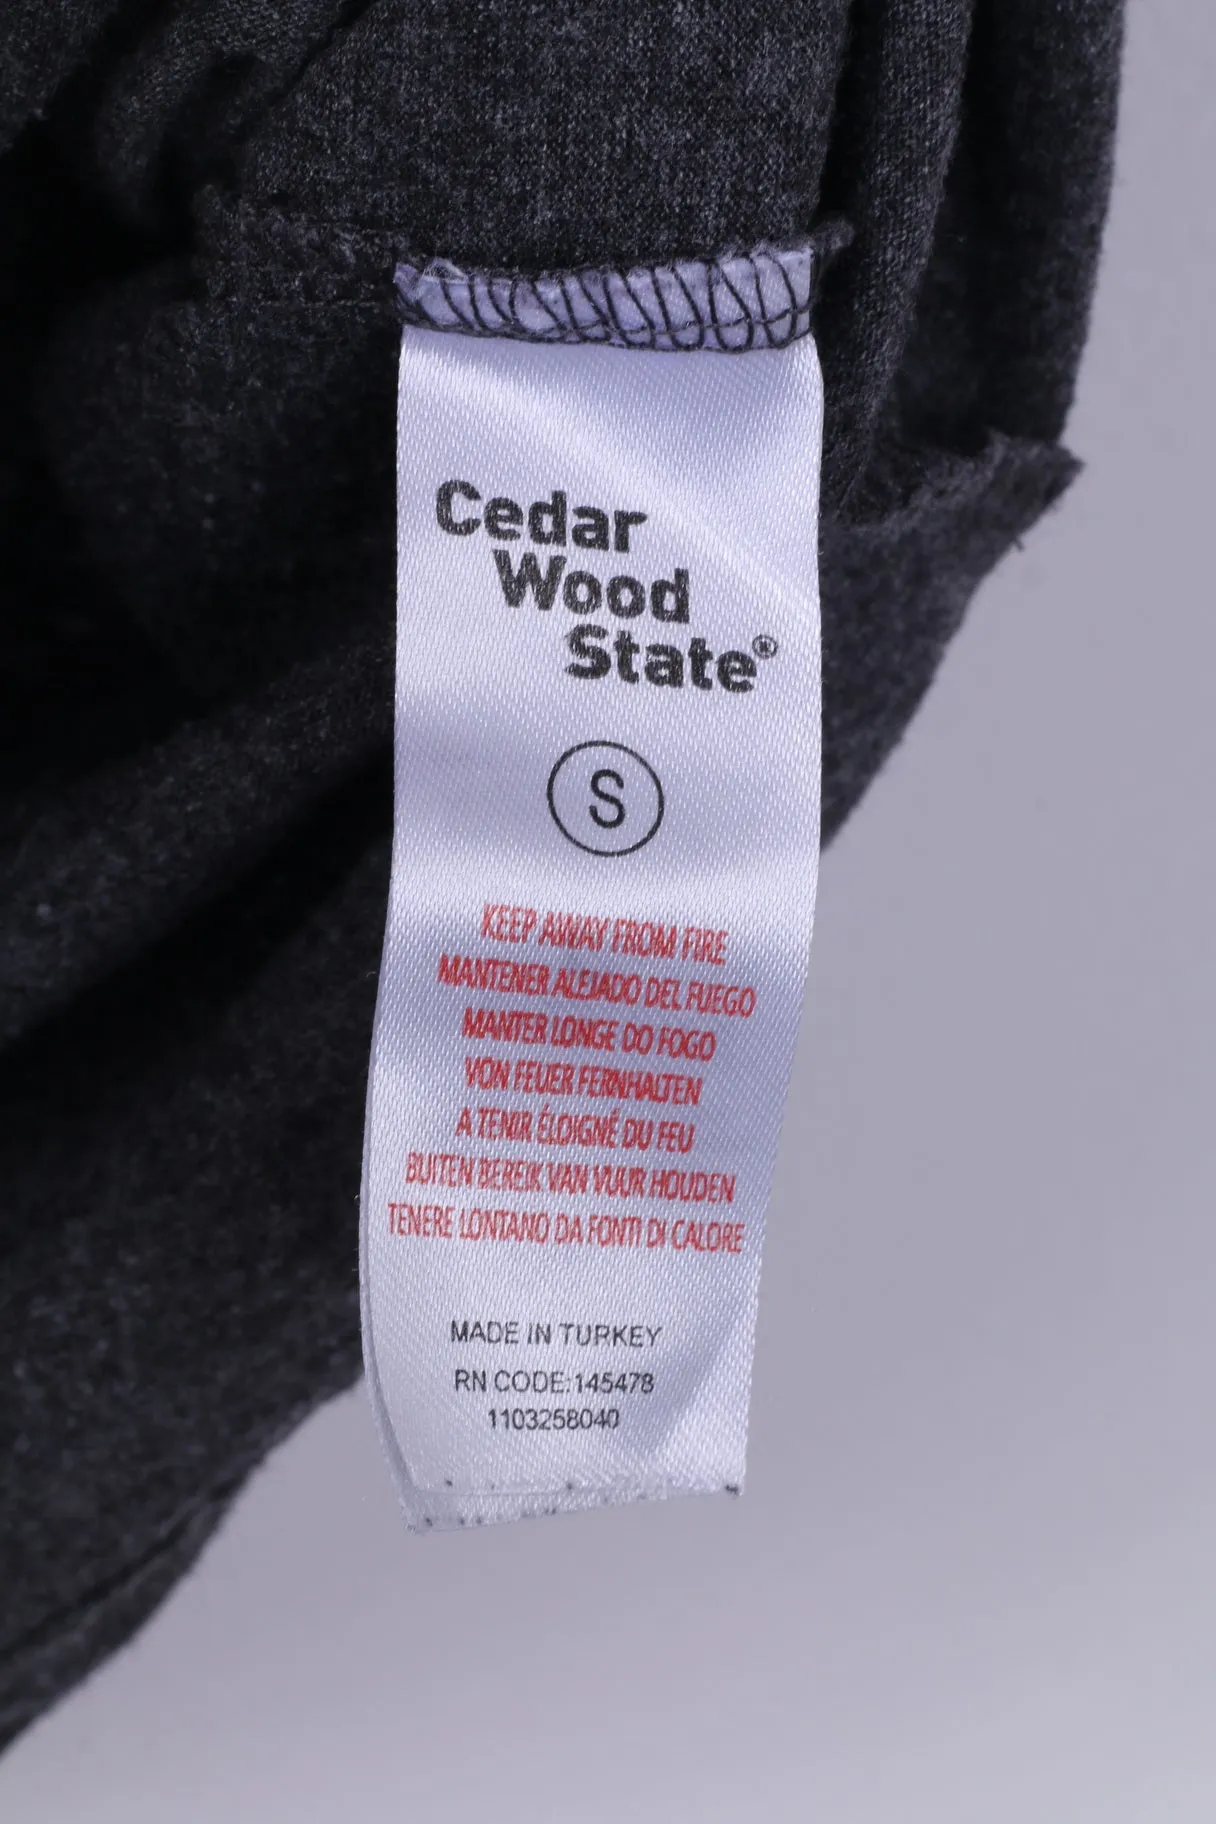 Cedar
Wood
State®
S
KEEP AWAY FROM FIRE
MANTENER ALEJADO DEL FUEGO
MANTER LONGE DO FOGO
VON FEUER FERNHALTEN
A TENIR ÉLOIGNÉ DU FEU
BUITEN BEREIK VAN VUUR HOUDEN
TENERE LONTANO DA FONTI DI CALORE
MADE IN TURKEY
RN CODE:145478
1103258040